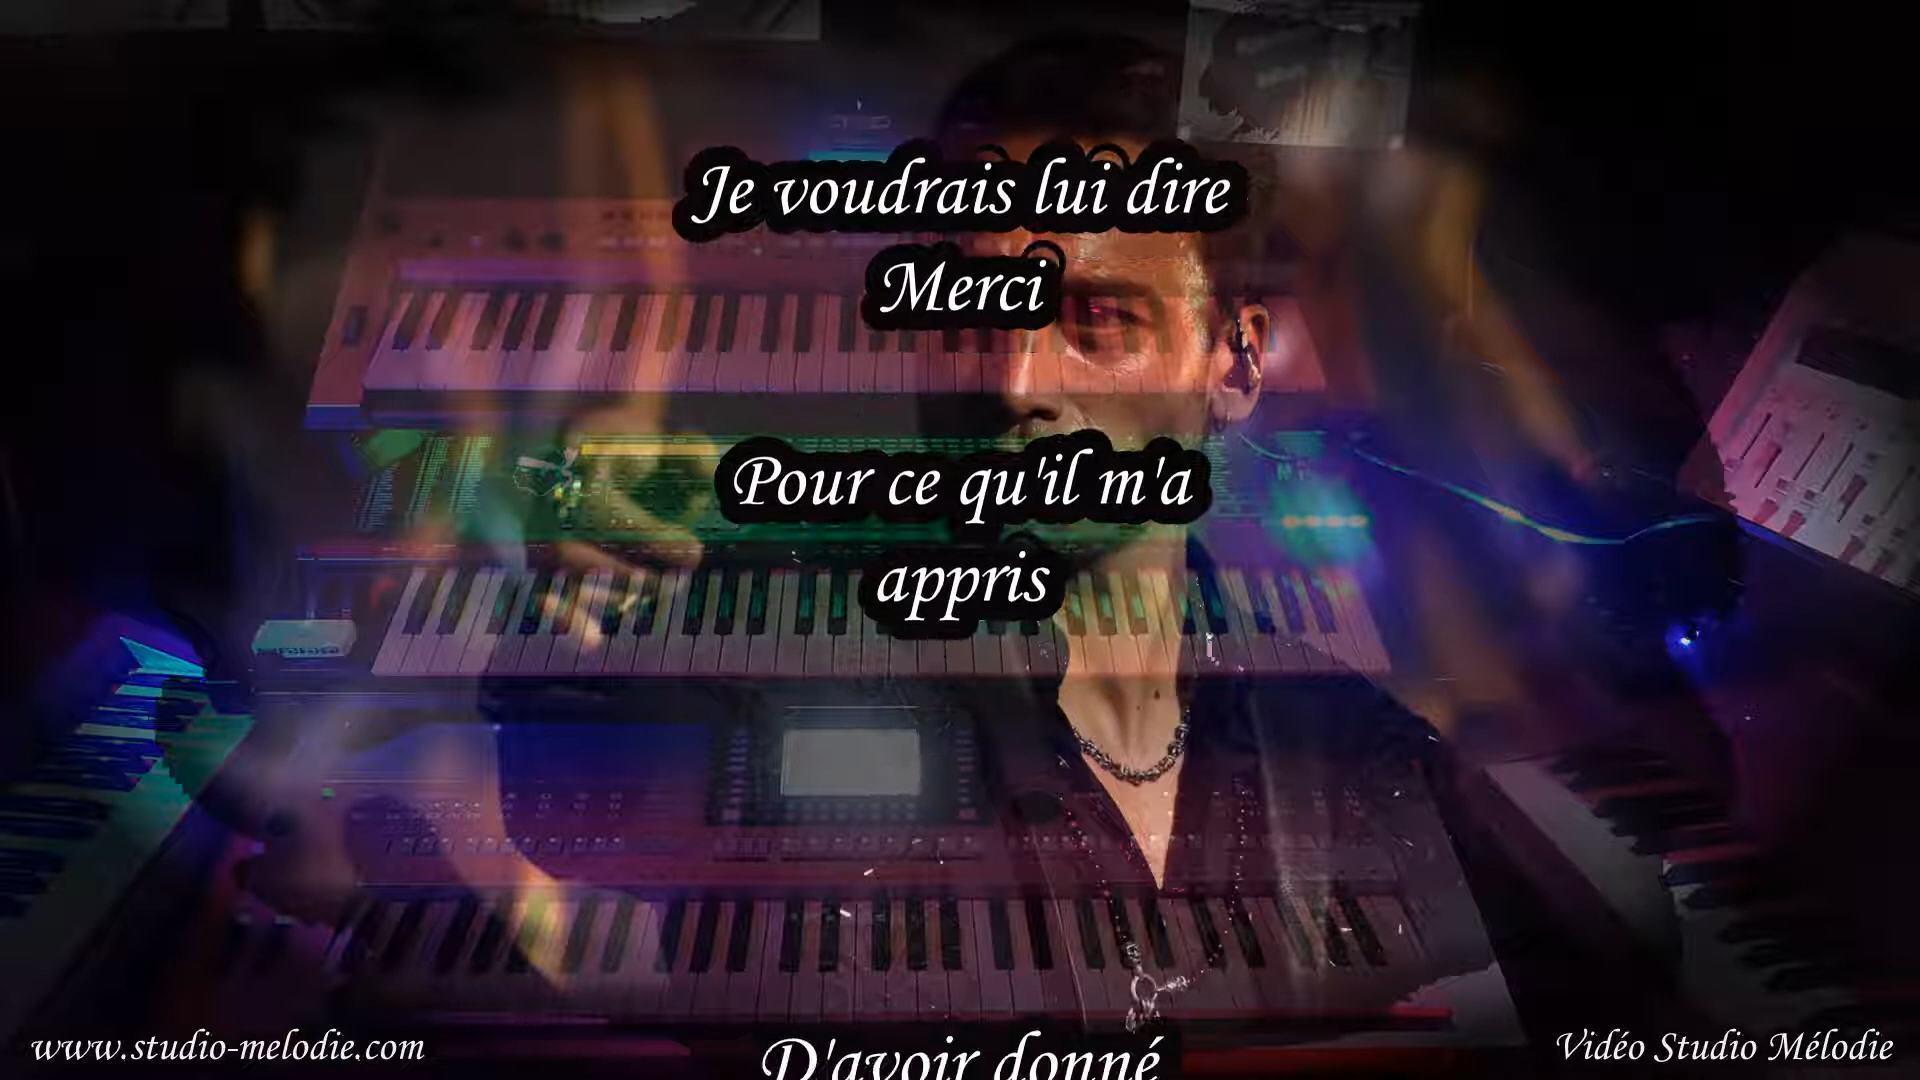 Je voudrais lui dire
Merci
Pour ce qu'il m'a
appris
D'avoir donné
www.studio-melodie.com
Vidéo Studio Mélodie